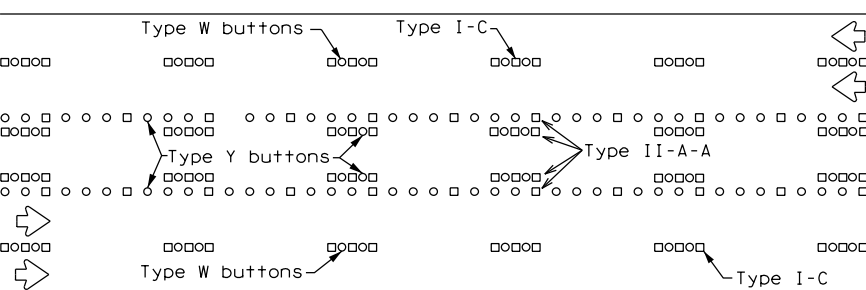 Type W buttons
Type I-C
Type Y buttons
Type II-A-A
Type W buttons
Type I-C